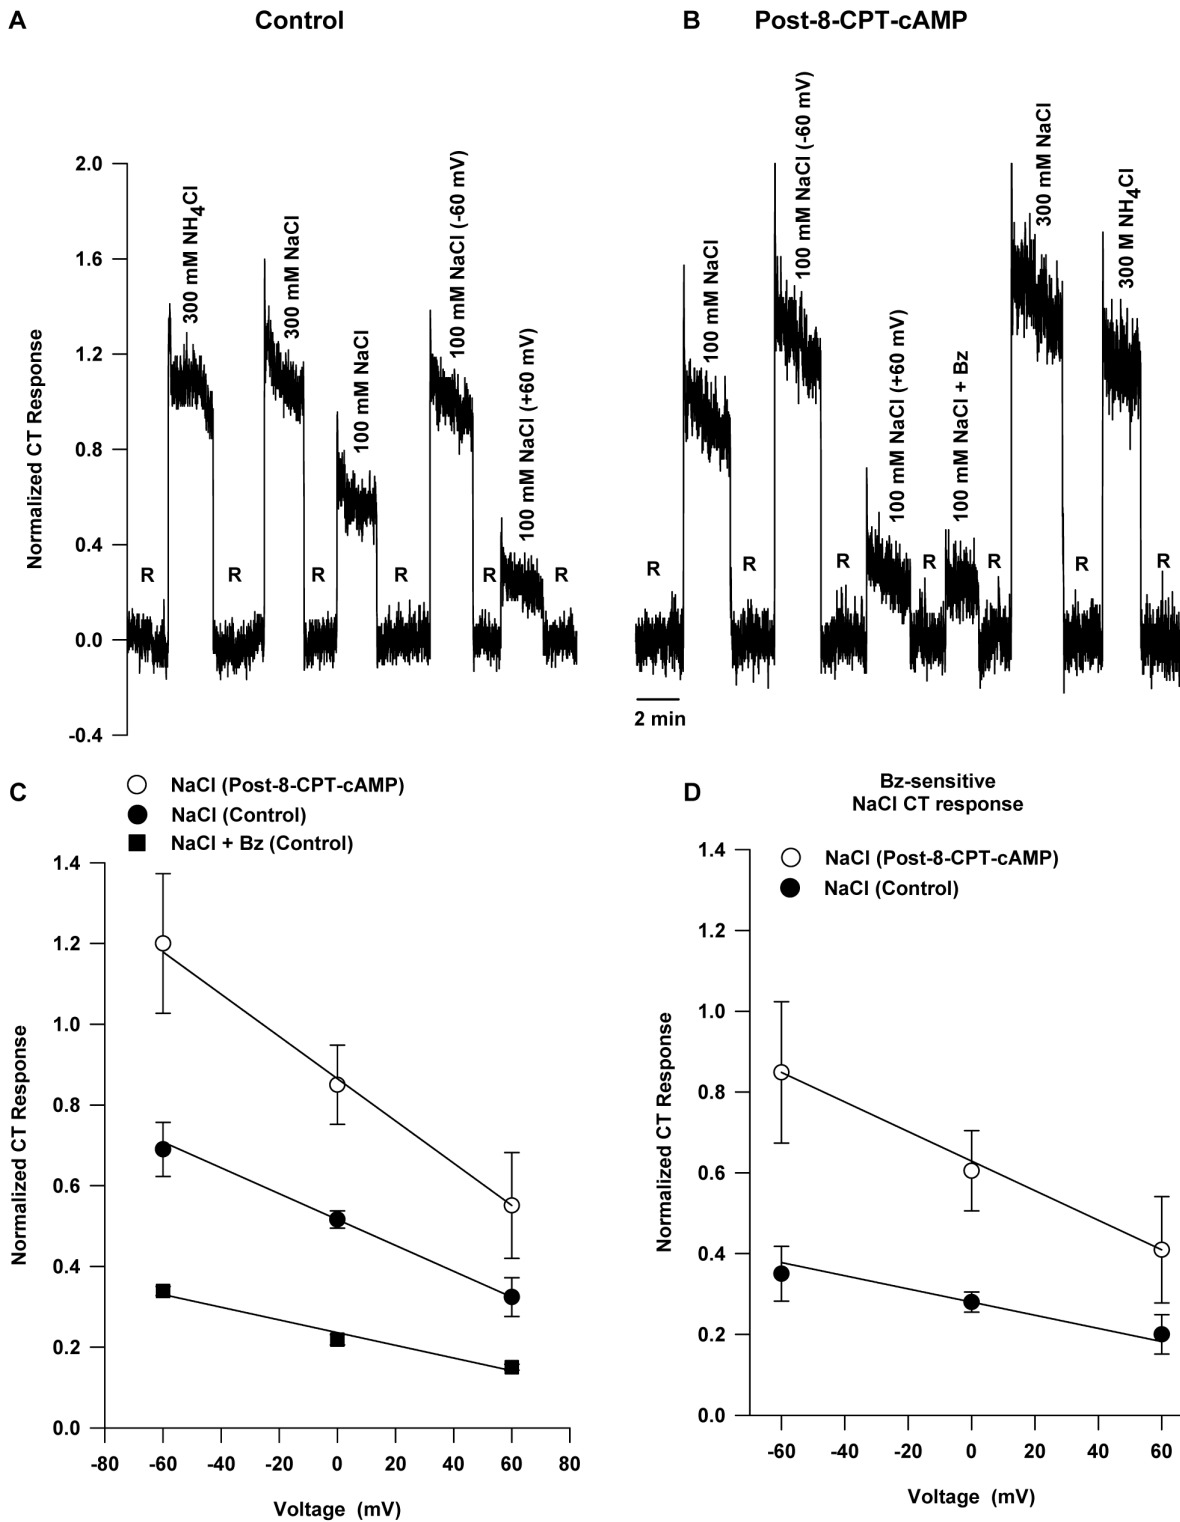 A
Control
B
Post-8-CPT-cAMP
Normalized CT Response
2.0
1.6
1.2
0.8
0.4
0.0
-0.4
R
300 mM NH4Cl
R
300 mM NaCl
R
100 mM NaCl
R
100 mM NaCl (-60 mV)
R
100 mM NaCl (+60 mV)
R
R
100 mM NaCl
R
100 mM NaCl (-60 mV)
R
100 mM NaCl (+60 mV)
R
100 mM NaCl + Bz
R
300 mM NaCl
R
300 M NH4Cl
R
2 min
C
NaCl (Post-8-CPT-cAMP)
NaCl (Control)
NaCl + Bz (Control)
Normalized CT Response
1.4
1.2
1.0
0.8
0.6
0.4
0.2
0.0
-80 -60 -40 -20 0 20 40 60 80
Voltage (mV)
D
Bz-sensitive
NaCl CT response
NaCl (Post-8-CPT-cAMP)
NaCl (Control)
Normalized CT Response
1.4
1.2
1.0
0.8
0.6
0.4
0.2
0.0
-60 -40 -20 0 20 40 60
Voltage (mV)